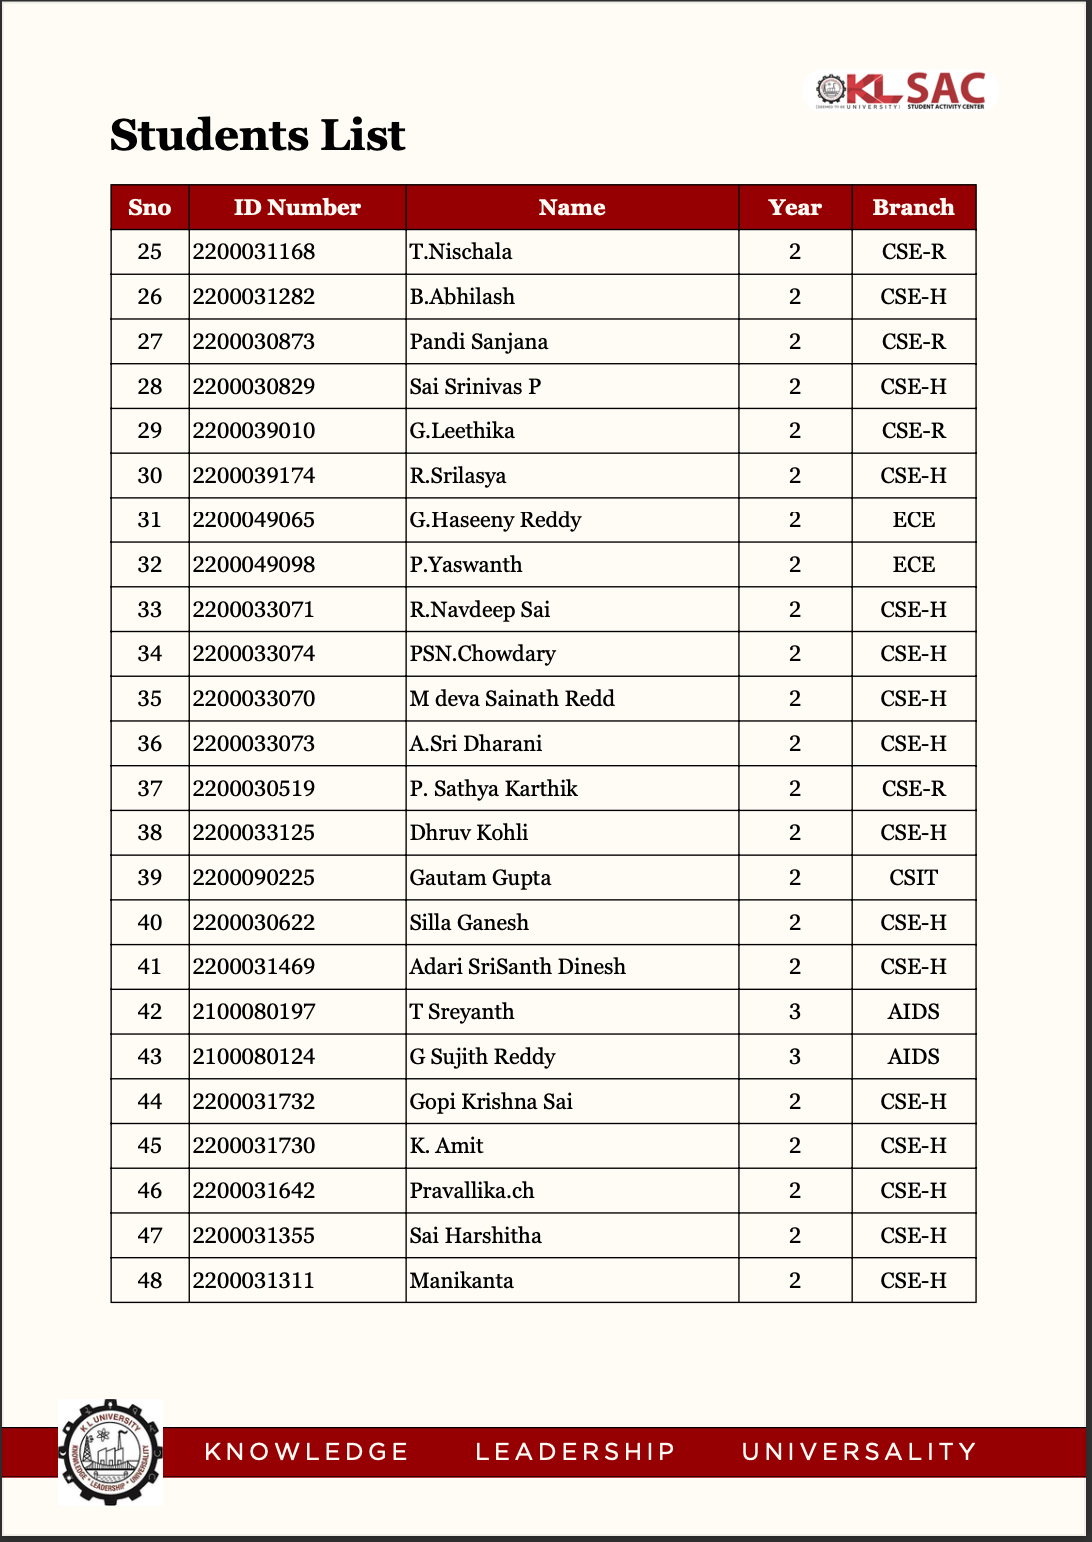 KL SAC
(DEEMED TO BE UNIVERSITY) STUDENT ACTIVITY CENTER
Students List
Sno ID Number Name Year Branch
25 2200031168 T.Nischala 2 CSE-R
26 2200031282 B.Abhilash 2 CSE-H
27 2200030873 Pandi Sanjana 2 CSE-R
28 2200030829 Sai Srinivas P 2 CSE-H
29 2200039010 G.Leethika 2 CSE-R
30 2200039174 R.Srilasya 2 CSE-H
31 2200049065 G.Haseeny Reddy 2 ECE
32 2200049098 P.Yaswanth 2 ECE
33 2200033071 R.Navdeep Sai 2 CSE-H
34 2200033074 PSN.Chowdary 2 CSE-H
35 2200033070 M deva Sainath Redd 2 CSE-H
36 2200033073 A.Sri Dharani 2 CSE-H
37 2200030519 P. Sathya Karthik 2 CSE-R
38 2200033125 Dhruv Kohli 2 CSE-H
39 2200090225 Gautam Gupta 2 CSIT
40 2200030622 Silla Ganesh 2 CSE-H
41 2200031469 Adari SriSanth Dinesh 2 CSE-H
42 2100080197 T Sreyanth 3 AIDS
43 2100080124 G Sujith Reddy 3 AIDS
44 2200031732 Gopi Krishna Sai 2 CSE-H
45 2200031730 K. Amit 2 CSE-H
46 2200031642 Pravallika.ch 2 CSE-H
47 2200031355 Sai Harshitha 2 CSE-H
48 2200031311 Manikanta 2 CSE-H
K L UNIVERSITY
KNOWLEDGE * LEADERSHIP * UNIVERSALITY
KNOWLEDGE LEADERSHIP UNIVERSALITY